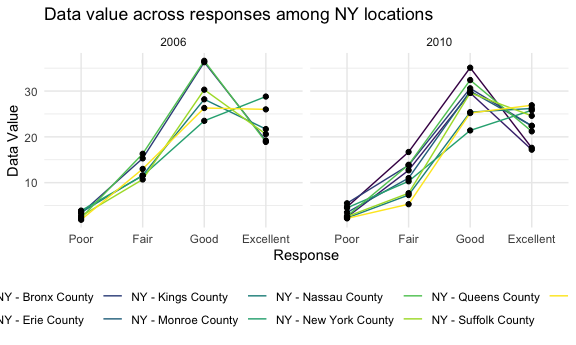 Data value across responses among NY locations
2006
2010
Data Value
30
20
10
Poor Fair Good Excellent
Poor Fair Good Excellent
Response
NY - Bronx County NY - Kings County NY - Nassau County NY - Queens County
NY - Erie County NY - Monroe County NY - New York County NY - Suffolk County